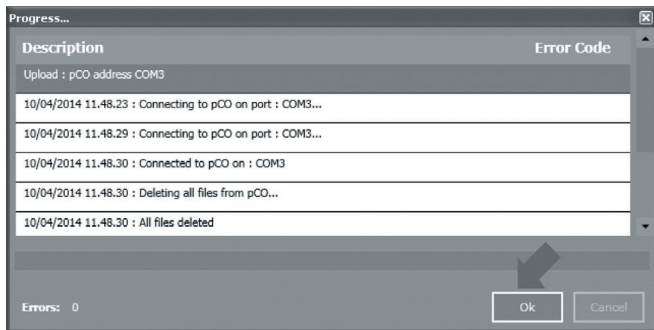 Progress...
Description Error Code
Upload : pCO address COM3
10/04/2014 11.48.23 : Connecting to pCO on port : COM3...
10/04/2014 11.48.29 : Connecting to pCO on port : COM3...
10/04/2014 11.48.30 : Connected to pCO on : COM3
10/04/2014 11.48.30 : Deleting all files from pCO...
10/04/2014 11.48.30 : All files deleted
Errors: 0 Ok Cancel